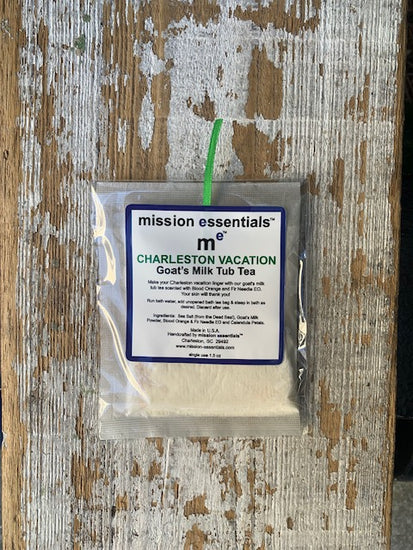 mission essentials™
me™
CHARLESTON VACATION
Goat's Milk Tub Tea
Make your Charleston vacation linger with our goat's milk
tub tea scented with Blood Orange and Fir Needle EO.
Your skin will thank you!
Run bath water, add unopened bath tea bag & steep in bath as
desired. Discard after use.
Ingredients: Sea Salt (from the Dead Sea!), Goat's Milk
Powder, Blood Orange & Fir Needle EO and Calendula Petals.
Made in U.S.A.
Handcrafted by mission essentials™
Charleston, SC 29492
www.mission-essentials.com
single use 1.5 oz